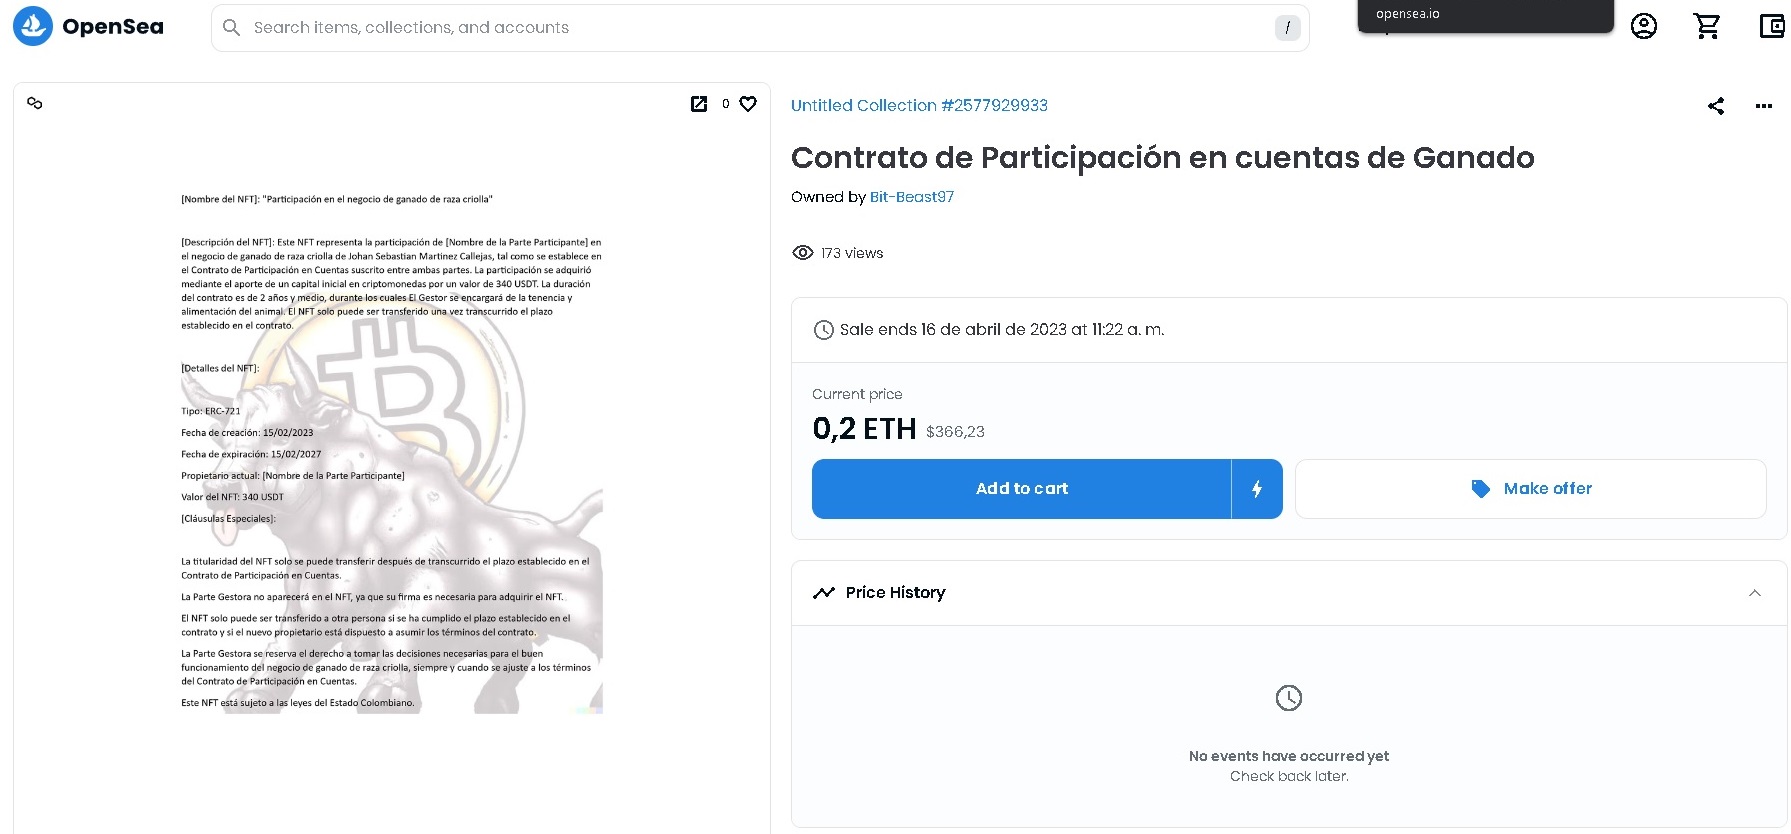 OpenSea
Search items, collections, and accounts
/
opensea.io
0
[Nombre del NFT]: "Participación en el negocio de ganado de raza criolla"
[Descripción del NFT]: Este NFT representa la participación de [Nombre de la Parte Participante] en
el negocio de ganado de raza criolla de Johan Sebastian Martinez Callejas, tal como se establece en
el Contrato de Participación en Cuentas suscrito entre ambas partes. La participación se adquirió
mediante el aporte de un capital inicial en criptomonedas por un valor de 340 USDT. La duración
del contrato es de 2 años y medio, durante los cuales El Gestor se encargará de la tenencia y
alimentación del animal. El NFT solo puede ser transferido una vez transcurrido el plazo
establecido en el contrato.
[Detalles del NFT]:
Tipo: ERC-721
Fecha de creación: 15/02/2023
Fecha de expiración: 15/02/2027
Propietario actual: [Nombre de la Parte Participante]
Valor del NFT: 340 USDT
[Cláusulas Especiales]:
La titularidad del NFT solo se puede transferir después de transcurrido el plazo establecido en el
Contrato de Participación en Cuentas.
La Parte Gestora no aparecerá en el NFT, ya que su firma es necesaria para adquirir el NFT.
El NFT solo puede ser transferido a otra persona si se ha cumplido el plazo establecido en el
contrato y si el nuevo propietario está dispuesto a asumir los términos del contrato.
La Parte Gestora se reserva el derecho a tomar las decisiones necesarias para el buen
funcionamiento del negocio de ganado de raza criolla, siempre y cuando se ajuste a los términos
del Contrato de Participación en Cuentas.
Este NFT está sujeto a las leyes del Estado Colombiano.
Untitled Collection #2577929933
Contrato de Participación en cuentas de Ganado
Owned by Bit-Beast97
173 views
Sale ends 16 de abril de 2023 at 11:22 a. m.
Current price
0,2 ETH $366,23
Add to cart
Make offer
Price History
No events have occurred yet
Check back later.